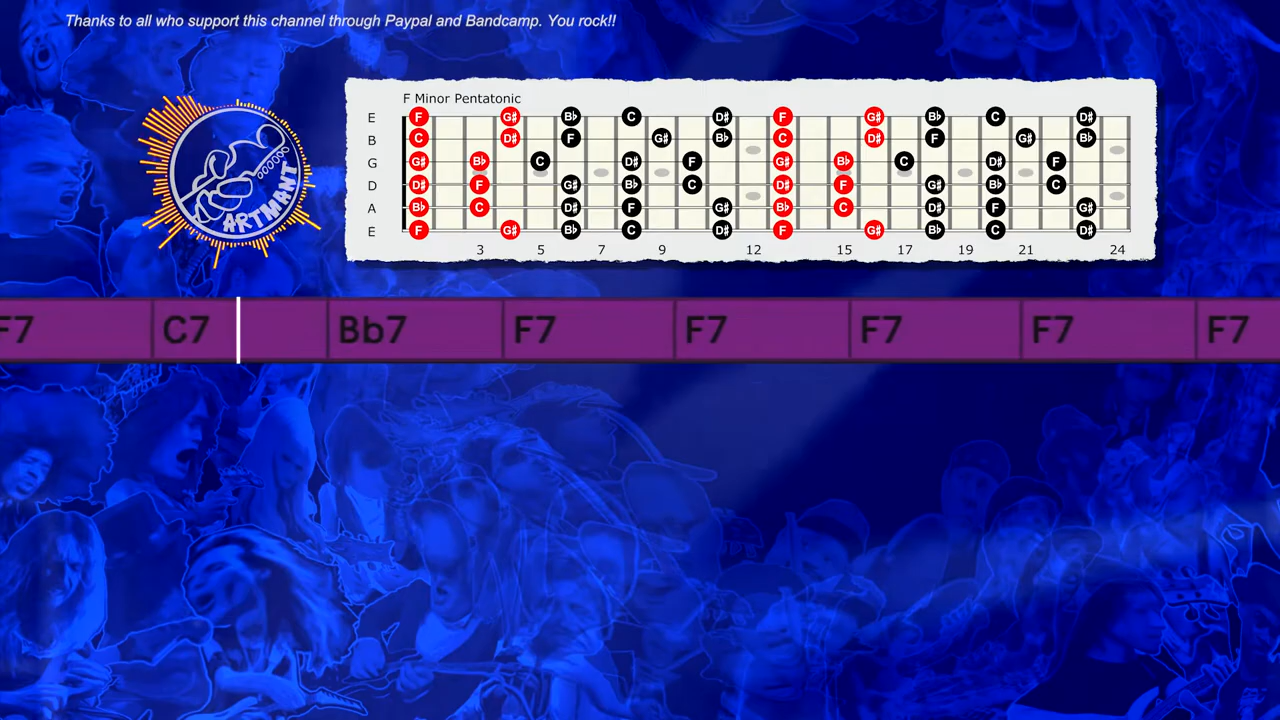 Thanks to all who support this channel through Paypal and Bandcamp. You rock!!
ARTMANT
F Minor Pentatonic
E F G# B♭ C D# F G# B♭ C D#
B C D# F G# B♭ C D# F G# B♭
G G# B♭ C D# F G# B♭ C D# F
D D# F G# B♭ C D# F G# B♭ C
A B♭ C D# F G# B♭ C D# F G#
E F G# B♭ C D# F G# B♭ C D#
3 5 7 9 12 15 17 19 21 24
F7 C7 Bb7 F7 F7 F7 F7 F7